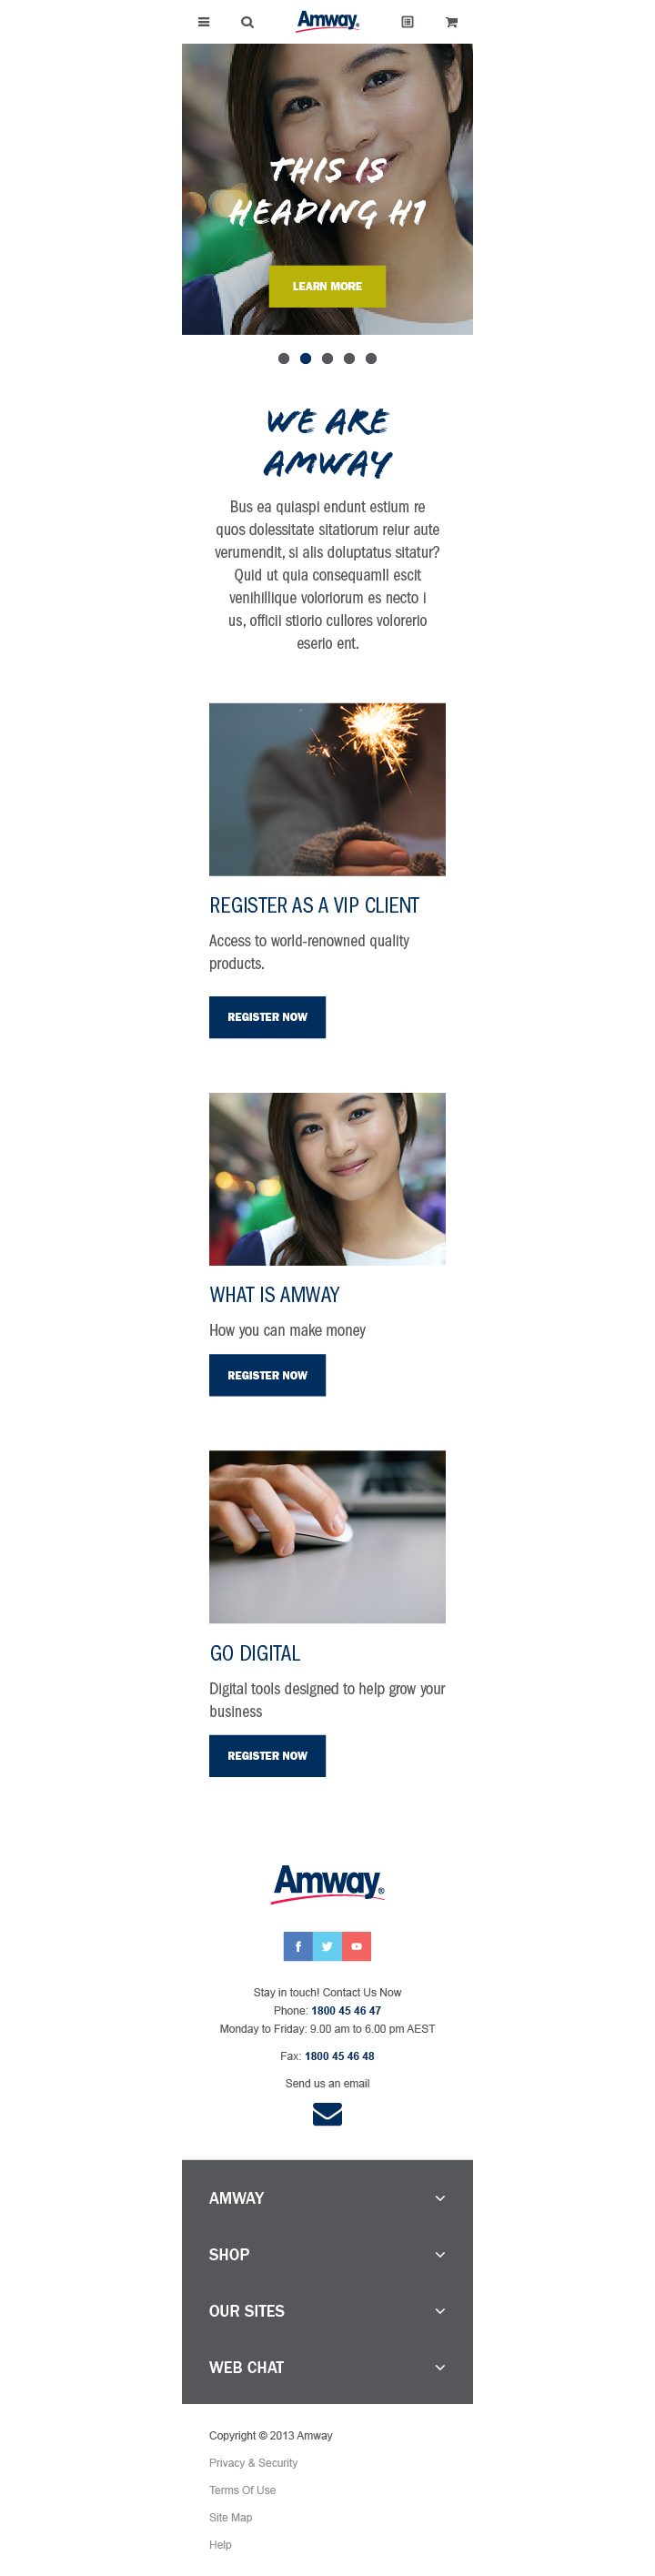 Amway
THIS IS
HEADING H1
LEARN MORE
WE ARE
AMWAY
Bus ea quiaspi endunt estium re
quos dolessitate sitatiorum reiur aute
verumendit, si alis doluptatus sitatur?
Quid ut quia consequamIl escit
venihillique voloriorum es necto i
us, officii stiorio cullores volorerio
eserio ent.
REGISTER AS A VIP CLIENT
Access to world-renowned quality
products.
REGISTER NOW
WHAT IS AMWAY
How you can make money
REGISTER NOW
GO DIGITAL
Digital tools designed to help grow your
business
REGISTER NOW
Amway®
Stay in touch! Contact Us Now
Phone: 1800 45 46 47
Monday to Friday: 9.00 am to 6.00 pm AEST
Fax: 1800 45 46 48
Send us an email
AMWAY
SHOP
OUR SITES
WEB CHAT
Copyright © 2013 Amway
Privacy & Security
Terms Of Use
Site Map
Help